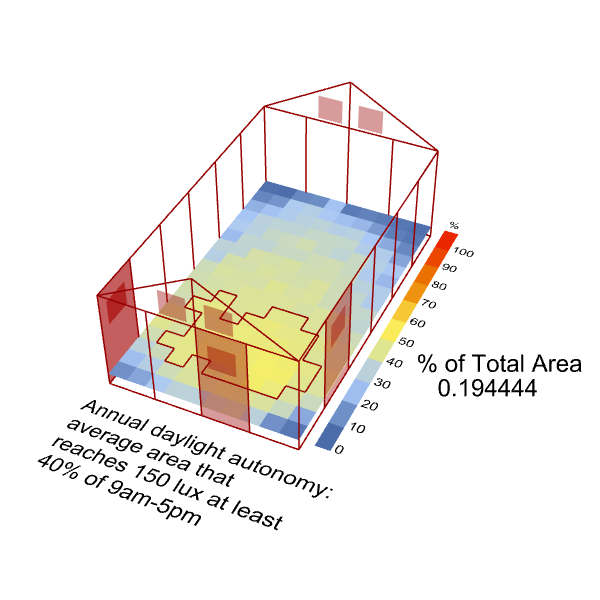 %
100
90
80
70
60
50
40
30
20
10
0
% of Total Area
0.194444
Annual daylight autonomy:
average area that
reaches 150 lux at least
40% of 9am-5pm